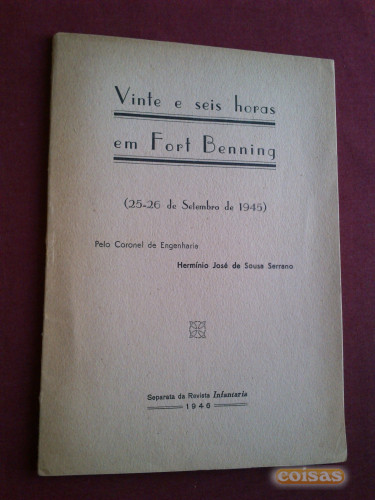 Vinte e seis horas
em Fort Benning
(25-26 de Setembro de 1945)
Pelo Coronel de Engenharia
Hermínio José de Sousa Serrano
Separata da Revista Infantaria
1946
coisas